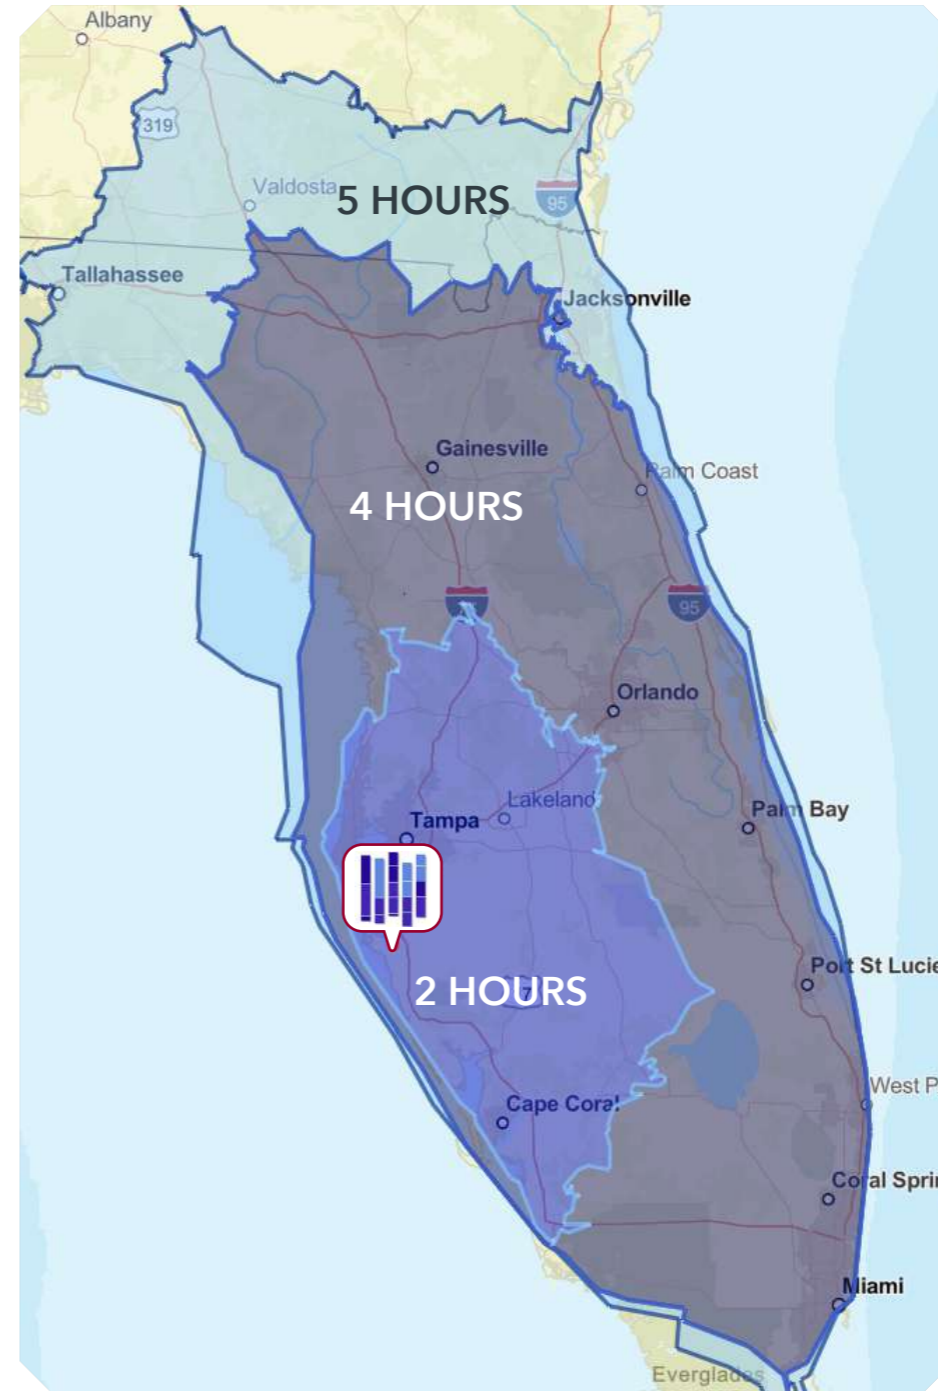 Albany
319
Valdosta
5 HOURS
95
Tallahassee
Jacksonville
Gainesville
Palm Coast
4 HOURS
95
Orlando
Lakeland
Palm Bay
Tampa
Port St Lucie
2 HOURS
West P
Cape Coral
Coral Sprin
Miami
Everglades